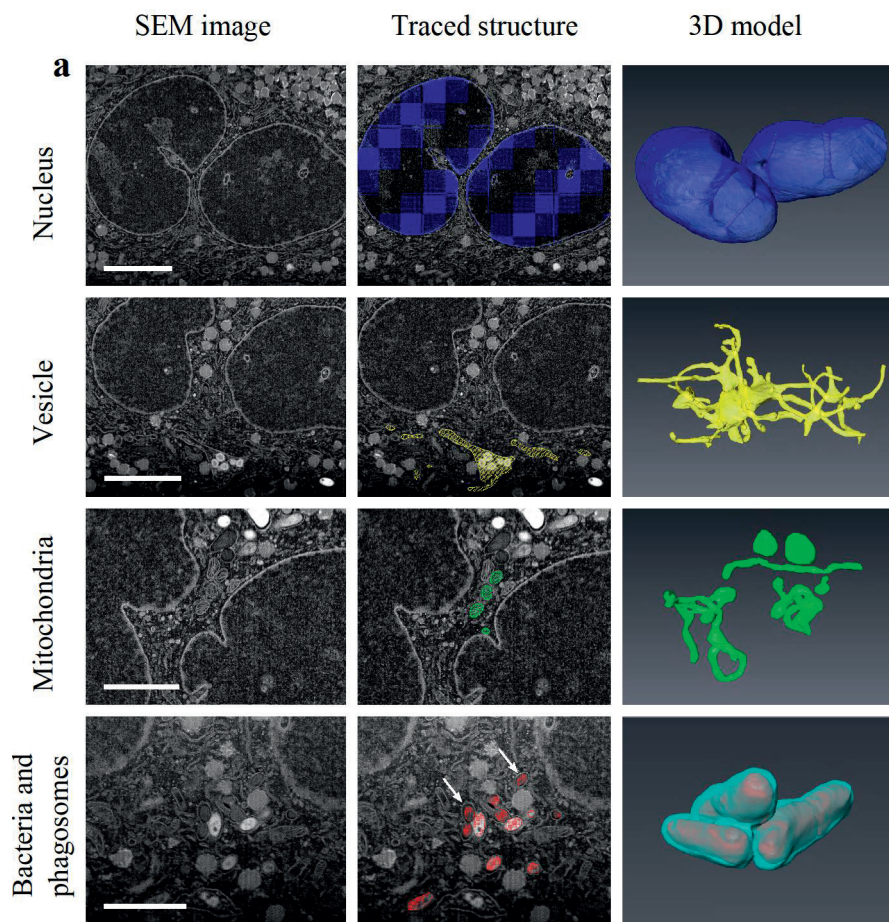 SEM image
Traced structure
3D model
a
Nucleus
Vesicle
Mitochondria
Bacteria and
phagosomes